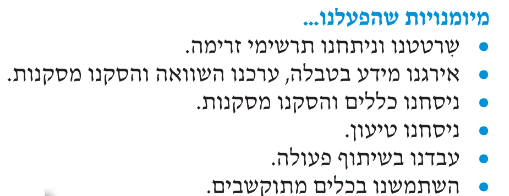 מיומנויות שהפעלנו...
• שִרטטנו וניתחנו תרשימי זרימה.
• אירגנו מידע בטבלה, ערכנו השוואה והסקנו מסקנות.
• ניסחנו כללים והסקנו מסקנות.
• ניסחנו טיעון.
• עבדנו בשיתוף פעולה.
• השתמשנו בכלים מתוקשבים.